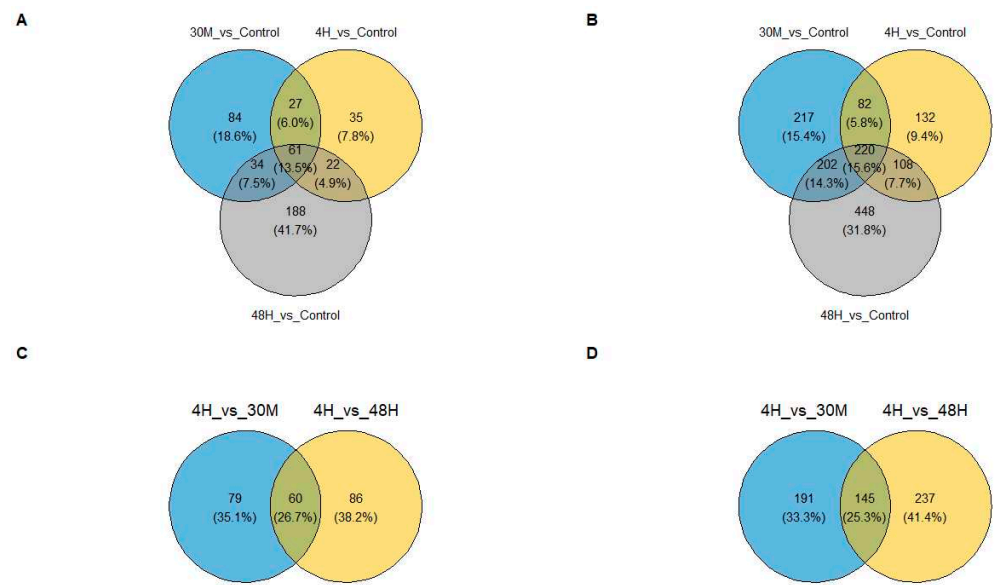 A
30M_vs_Control
4H_vs_Control
27
(6.0%)
84
(18.6%)
35
(7.8%)
61
(13.5%)
34
(7.5%)
22
(4.9%)
188
(41.7%)
48H_vs_Control
B
30M_vs_Control
4H_vs_Control
82
(5.8%)
217
(15.4%)
132
(9.4%)
220
(15.6%)
202
(14.3%)
108
(7.7%)
448
(31.8%)
48H_vs_Control
C
4H_vs_30M
4H_vs_48H
79
(35.1%)
60
(26.7%)
86
(38.2%)
D
4H_vs_30M
4H_vs_48H
191
(33.3%)
145
(25.3%)
237
(41.4%)